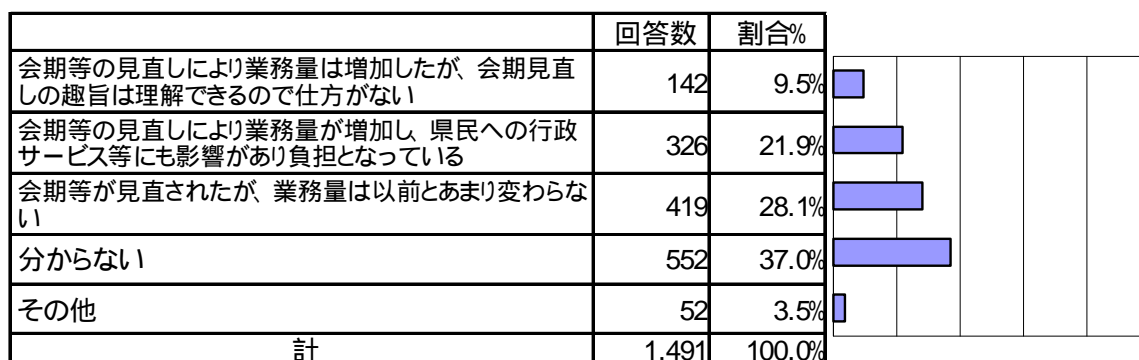 回答数 割合%
会期等の見直しにより業務量は増加したが、会期見直
しの趣旨は理解できるので仕方がない 142 9.5%
会期等の見直しにより業務量が増加し、県民への行政
サービス等にも影響があり負担となっている 326 21.9%
会期等が見直されたが、業務量は以前とあまり変わらな
い 419 28.1%
分からない 552 37.0%
その他 52 3.5%
計 1,491 100.0%